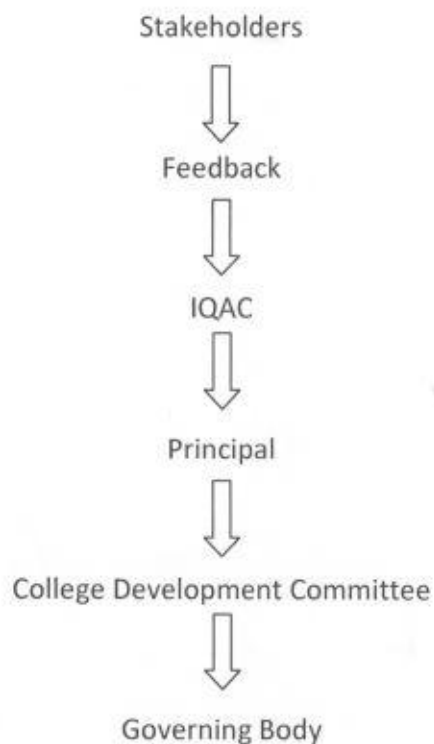 Stakeholders
Feedback
IQAC
Principal
College Development Committee
Governing Body